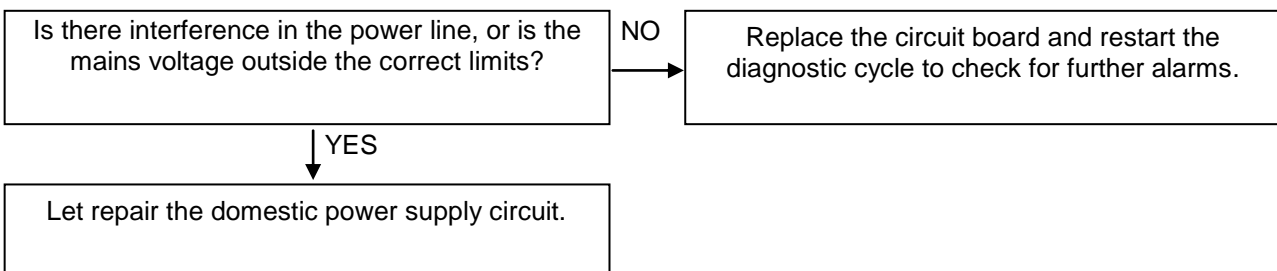 Is there interference in the power line, or is the
mains voltage outside the correct limits?
NO
Replace the circuit board and restart the
diagnostic cycle to check for further alarms.
YES
Let repair the domestic power supply circuit.